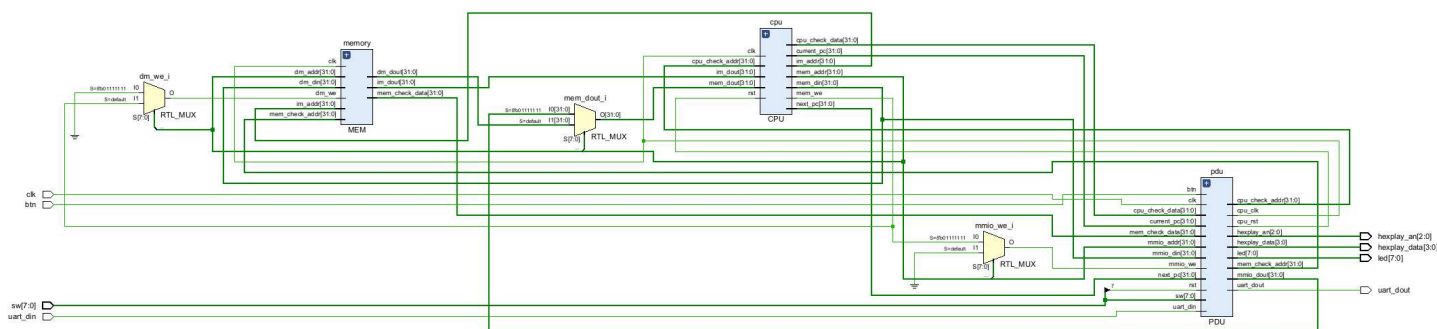 dm_we_i
S=8'b01111111 I0
S=default I1
O
S[7:0]
RTL_MUX
memory
clk
dm_addr[31:0]
dm_din[31:0]
dm_we
im_addr[31:0]
mem_check_addr[31:0]
dm_dout[31:0]
im_dout[31:0]
mem_check_data[31:0]
MEM
mem_dout_i
S=8'b01111111 I0[31:0]
S=default I1[31:0]
O[31:0]
S[7:0]
RTL_MUX
cpu
clk
cpu_check_addr[31:0]
im_dout[31:0]
mem_dout[31:0]
rst
cpu_check_data[31:0]
current_pc[31:0]
im_addr[31:0]
mem_addr[31:0]
mem_din[31:0]
mem_we
next_pc[31:0]
CPU
clk
btn
mmio_we_i
S=8'b01111111 I0
S=default I1
O
S[7:0]
RTL_MUX
pdu
btn
clk
cpu_check_data[31:0]
current_pc[31:0]
mem_check_data[31:0]
mmio_addr[31:0]
mmio_din[31:0]
mmio_we
next_pc[31:0]
7
rst
sw[7:0]
uart_din
cpu_check_addr[31:0]
cpu_clk
cpu_rst
hexplay_an[2:0]
hexplay_data[3:0]
led[7:0]
mem_check_addr[31:0]
mmio_dout[31:0]
uart_dout
PDU
hexplay_an[2:0]
hexplay_data[3:0]
led[7:0]
uart_dout
sw[7:0]
uart_din